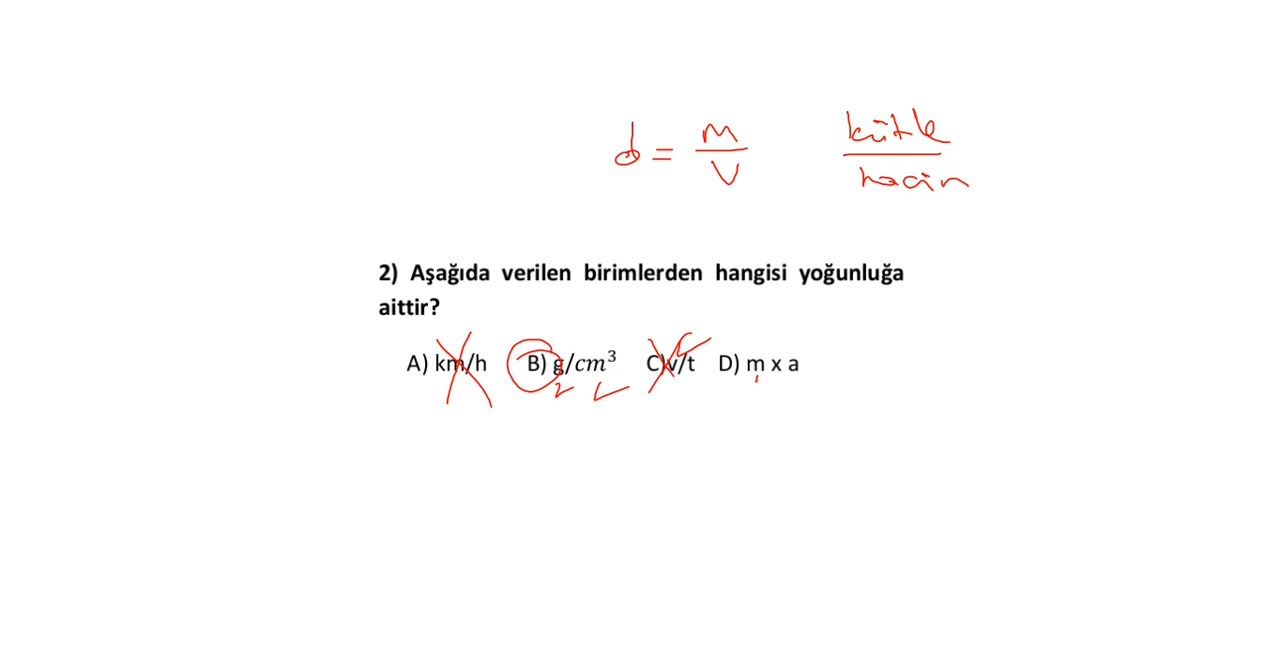 d = m/v kütle/hacim
2) Aşağıda verilen birimlerden hangisi yoğunluğa
aittir?
A) km/h B) g/cm³ C) v/t D) m x a